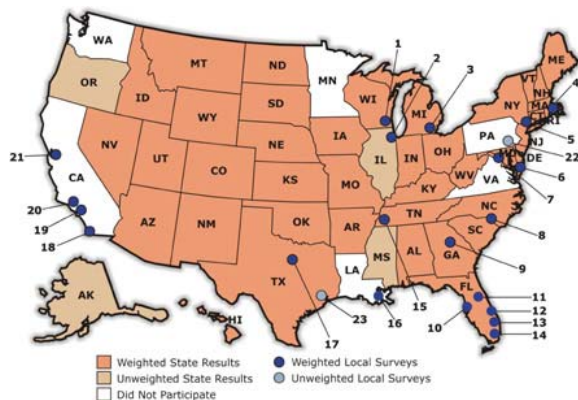 WA
OR
CA
NV
ID
MT
WY
UT
AZ
CO
NM
ND
SD
NE
KS
OK
TX
MN
IA
MO
AR
LA
WI
IL
MS
MI
IN
OH
KY
TN
AL
GA
FL
SC
NC
VA
WV
PA
NY
VT
NH
ME
MA
RI
NJ
DE
AK
HI
1
2
3
4
5
22
6
7
8
9
10
11
12
13
14
15
16
17
23
18
19
20
21
Weighted State Results
Unweighted State Results
Did Not Participate
Weighted Local Surveys
Unweighted Local Surveys